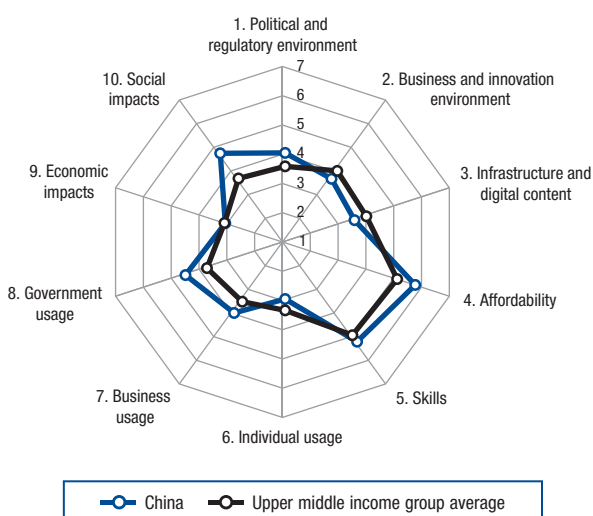 1. Political and
regulatory environment
2. Business and innovation
environment
3. Infrastructure and
digital content
4. Affordability
5. Skills
6. Individual usage
7. Business
usage
8. Government
usage
9. Economic
impacts
10. Social
impacts
7
6
5
4
3
2
1
China
Upper middle income group average